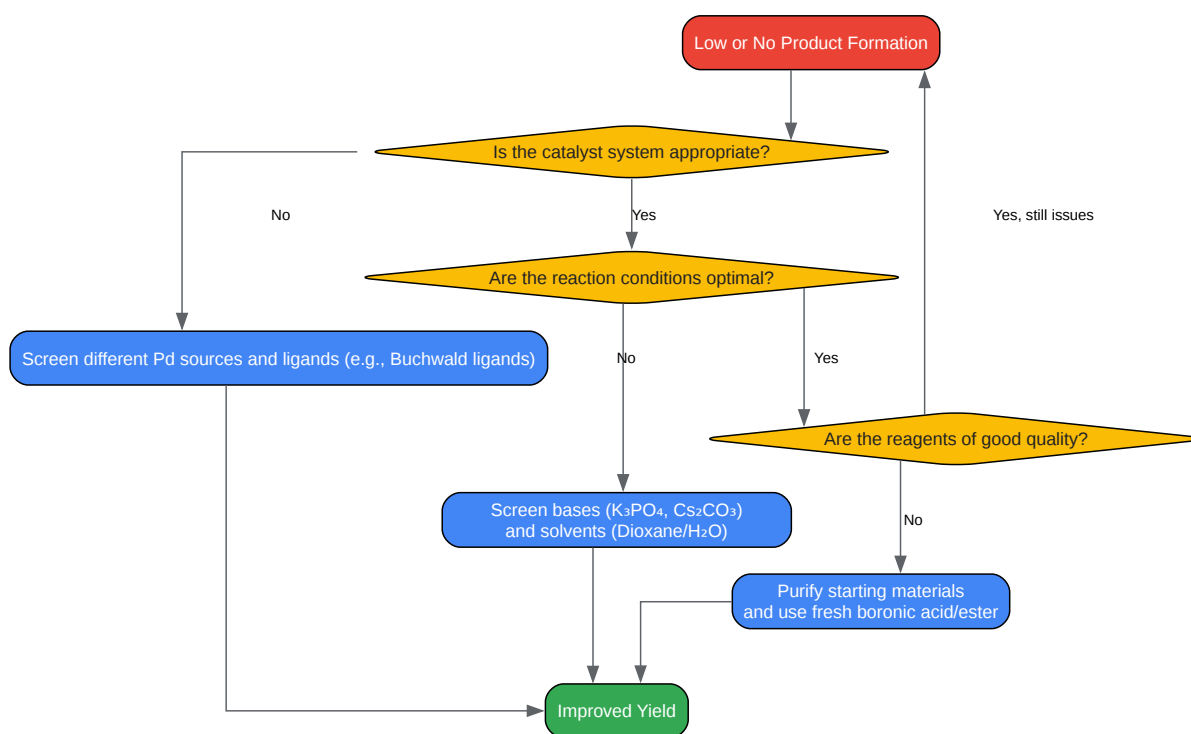 Low or No Product Formation
Is the catalyst system appropriate?
No
Yes
Yes, still issues
Are the reaction conditions optimal?
Screen different Pd sources and ligands (e.g., Buchwald ligands)
No
Yes
Are the reagents of good quality?
Screen bases (K₃PO₄, Cs₂CO₃)
and solvents (Dioxane/H₂O)
No
Purify starting materials
and use fresh boronic acid/ester
Improved Yield